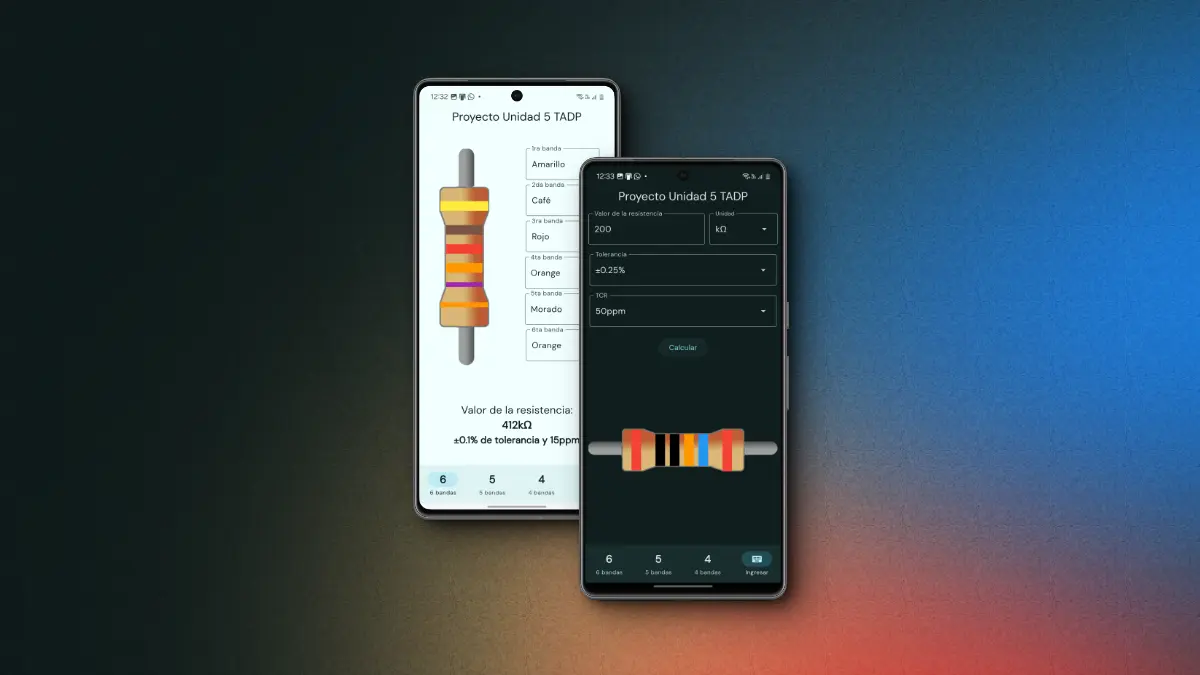 12:32
Proyecto Unidad 5 TADP
1ra banda
Amarillo
2da banda
Café
3ra banda
Rojo
4ta banda
Orange
5ta banda
Morado
6ta banda
Orange
Valor de la resistencia:
412kΩ
±0.1% de tolerancia y 15ppm
6 5 4
6 bandas 5 bandas 4 bandas
12:33
Proyecto Unidad 5 TADP
Valor de la resistencia Unidad
200 kΩ
Tolerancia
±0.25%
TCR
50ppm
Calcular
6 5 4
6 bandas 5 bandas 4 bandas Ingresar